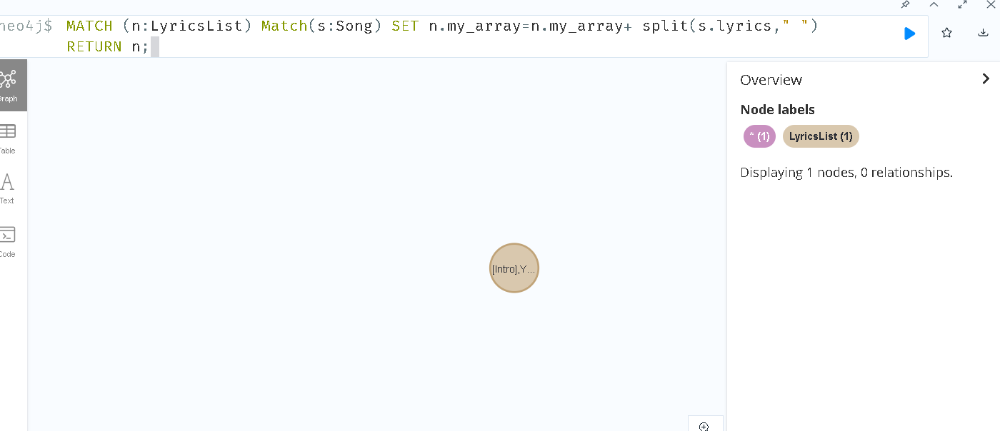 neo4j$ MATCH (n:LyricsList) Match(s:Song) SET n.my_array=n.my_array+ split(s.lyrics," ")
RETURN n;
Graph
Table
Text
Code
[Intro],Y...
Overview
Node labels
* (1) LyricsList (1)
Displaying 1 nodes, 0 relationships.